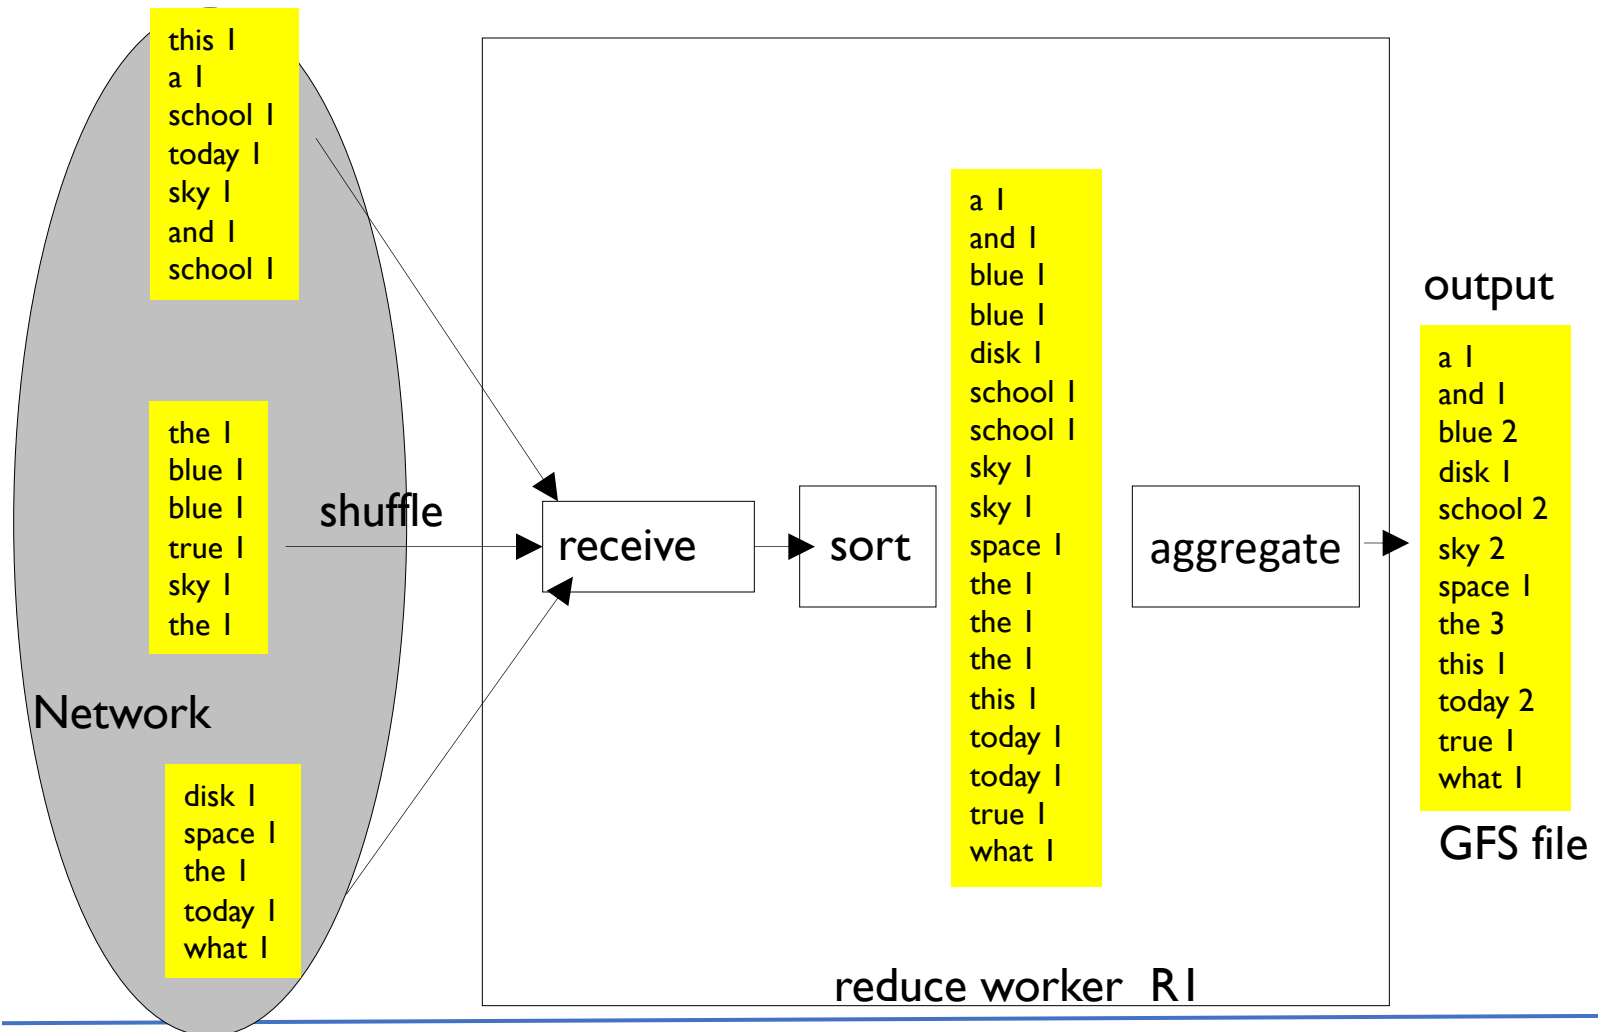 this 1
a 1
school 1
today 1
sky 1
and 1
school 1
the 1
blue 1
blue 1
true 1
sky 1
the 1
shuffle
Network
disk 1
space 1
the 1
today 1
what 1
receive
sort
a 1
and 1
blue 1
blue 1
disk 1
school 1
school 1
sky 1
sky 1
space 1
the 1
the 1
the 1
this 1
today 1
today 1
true 1
what 1
aggregate
reduce worker R1
output
a 1
and 1
blue 2
disk 1
school 2
sky 2
space 1
the 3
this 1
today 2
true 1
what 1
GFS file